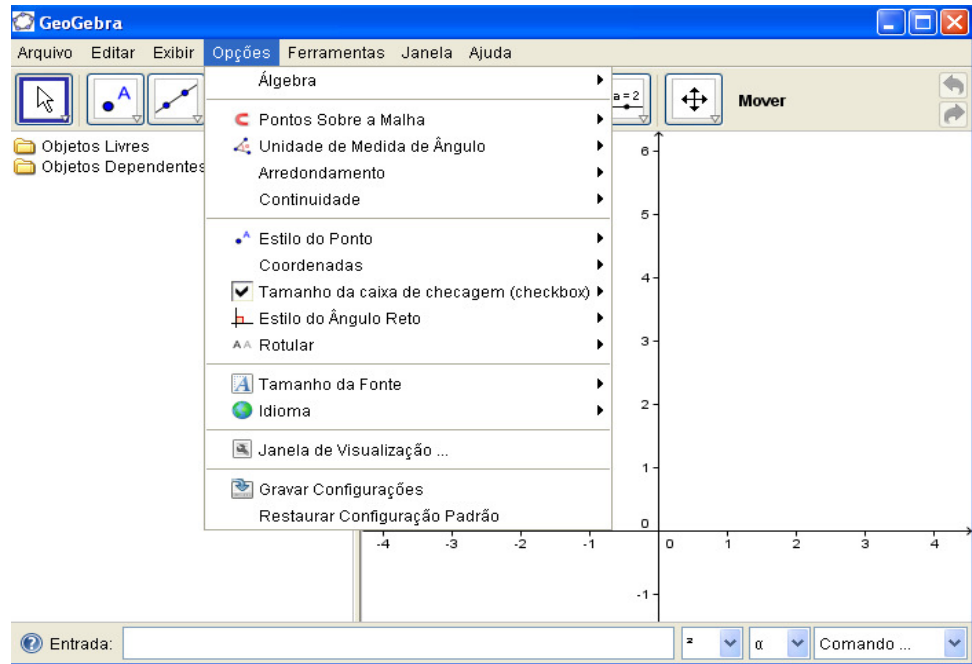 GeoGebra
Arquivo Editar Exibir Opções Ferramentas Janela Ajuda
A
a = 2
Mover
Objetos Livres
Objetos Dependentes
Álgebra
Pontos Sobre a Malha
Unidade de Medida de Ângulo
Arredondamento
Continuidade
A Estilo do Ponto
Coordenadas
Tamanho da caixa de checagem (checkbox)
Estilo do Ângulo Reto
AA Rotular
A Tamanho da Fonte
Idioma
Janela de Visualização ...
Gravar Configurações
Restaurar Configuração Padrão
6
5
4
3
2
1
0
-4 -3 -2 -1 0 1 2 3 4
-1
Entrada: ² α Comando ...